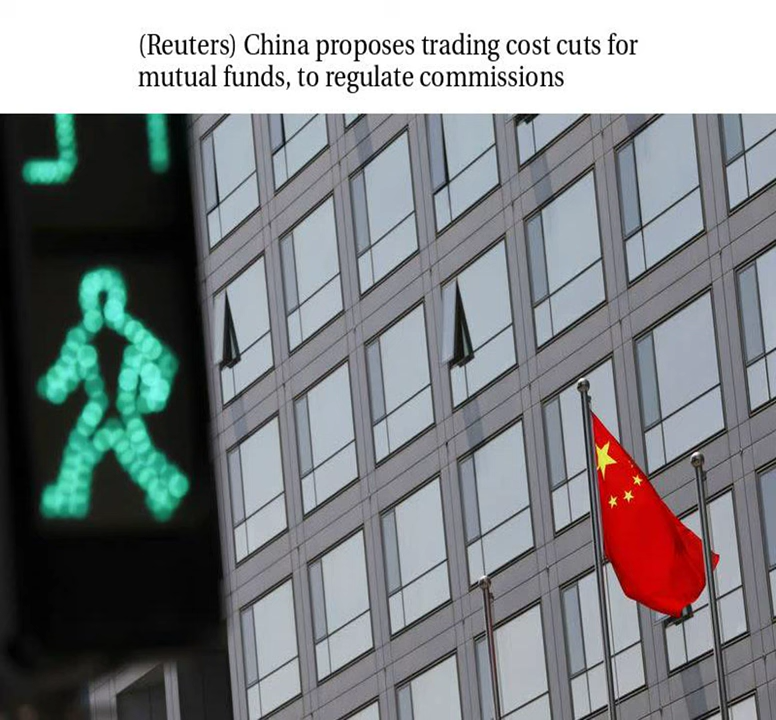 (Reuters) China proposes trading cost cuts for
mutual funds, to regulate commissions